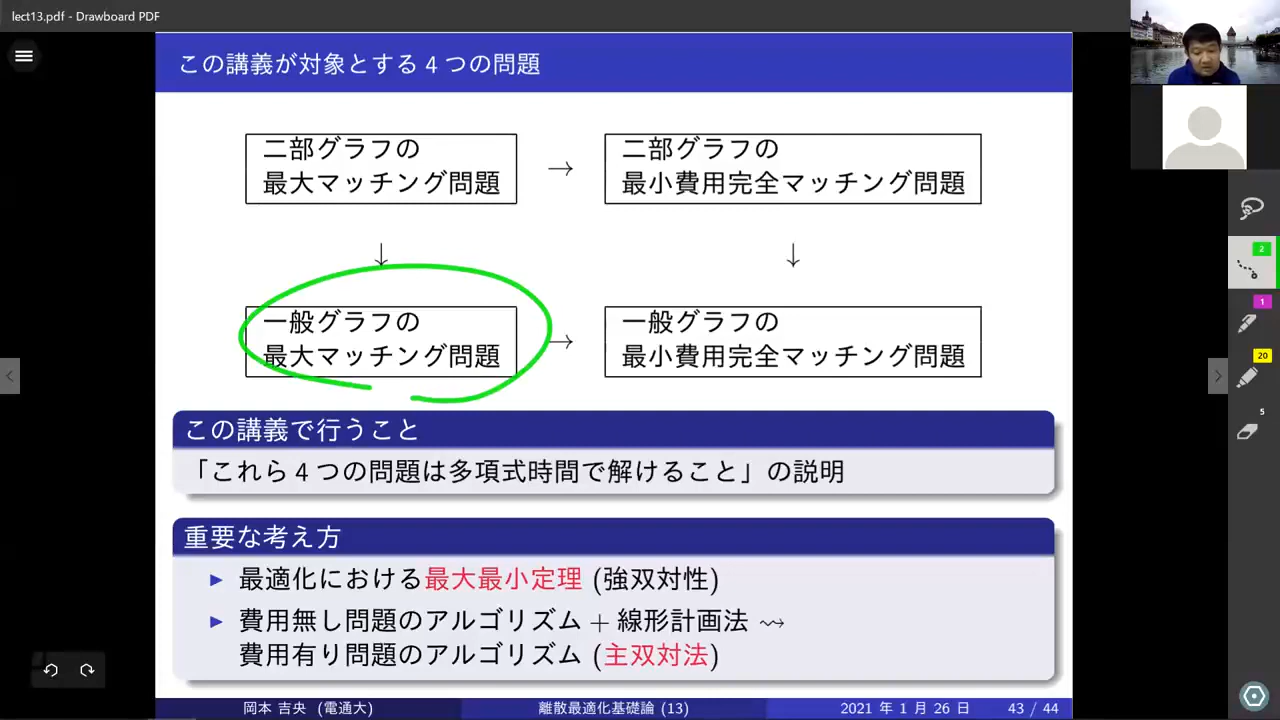 lect13.pdf - Drawboard PDF
この講義が対象とする 4 つの問題
二部グラフの
最大マッチング問題
→
二部グラフの
最小費用完全マッチング問題
↓
↓
一般グラフの
最大マッチング問題
→
一般グラフの
最小費用完全マッチング問題
この講義で行うこと
「これら 4 つの問題は多項式時間で解けること」の説明
重要な考え方
▶ 最適化における最大最小定理 (強双対性)
▶ 費用無し問題のアルゴリズム + 線形計画法 ⇝
費用有り問題のアルゴリズム (主双対法)
岡本 吉央 (電通大)
離散最適化基礎論 (13)
2021 年 1 月 26 日
43 / 44
2
1
20
5